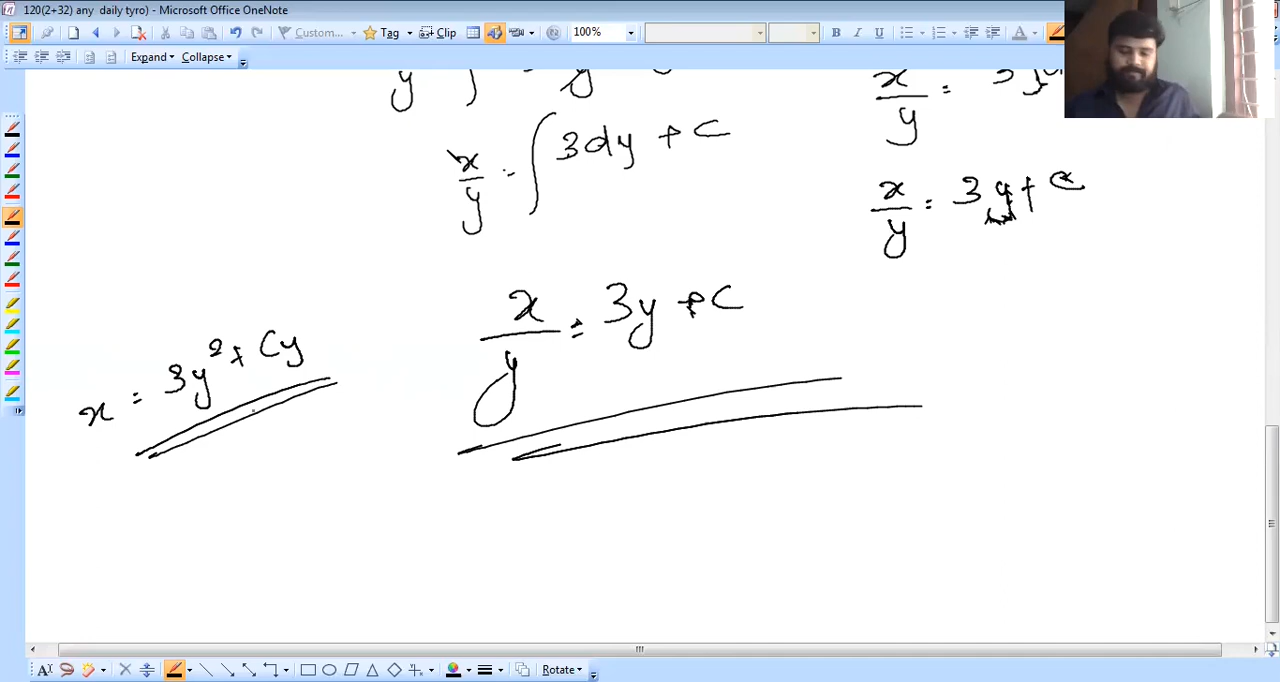 120(2+32) any daily tyro) - Microsoft Office OneNote
Custom... Tag Clip 100% B I U A
Expand Collapse
x/y = ∫ 3dy + C
x/y =
x/y = 3y + C
x/y = 3y + C
x = 3y² + Cy
A Rotate